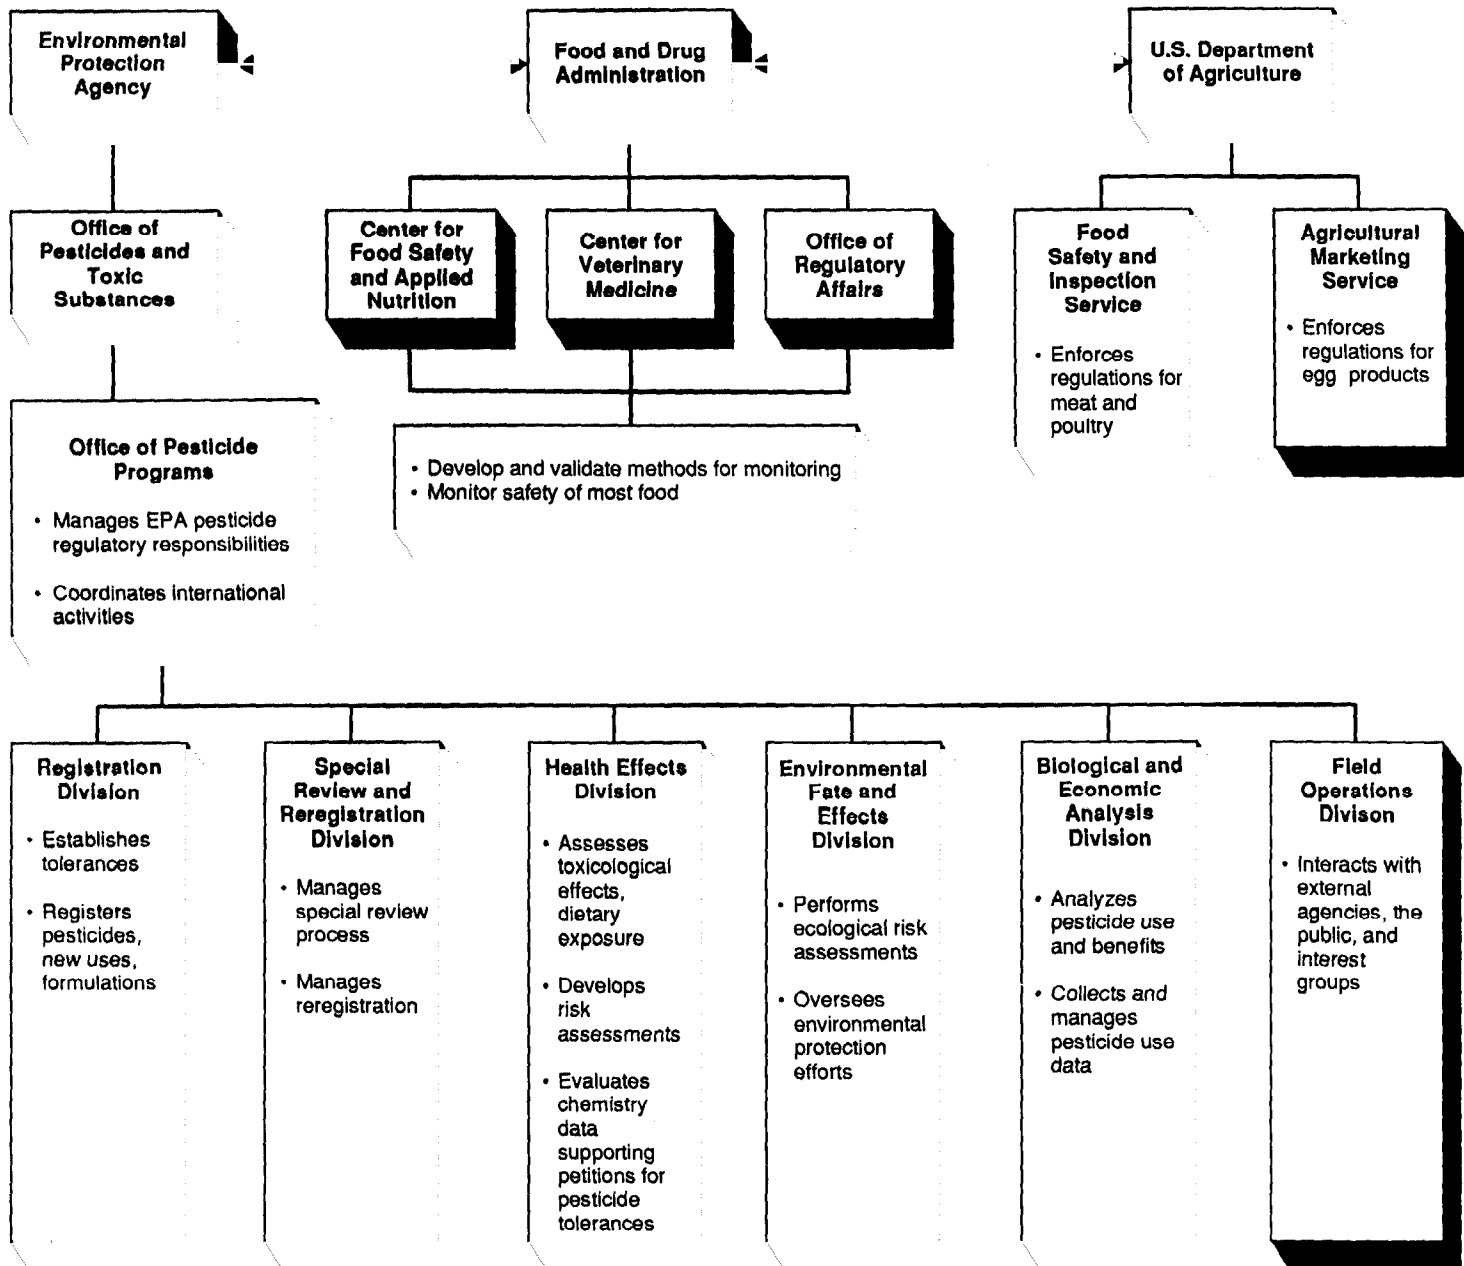 Environmental
Protection
Agency
Food and Drug
Administration
U.S. Department
of Agriculture
Office of
Pesticides and
Toxic
Substances
Center for
Food Safety
and Applied
Nutrition
Center for
Veterinary
Medicine
Office of
Regulatory
Affairs
Food
Safety and
Inspection
Service
• Enforces
regulations for
meat and
poultry
Agricultural
Marketing
Service
• Enforces
regulations for
egg products
Office of Pesticide
Programs
• Manages EPA pesticide
regulatory responsibilities
• Coordinates international
activities
• Develop and validate methods for monitoring
• Monitor safety of most food
Registration
Division
• Establishes
tolerances
• Registers
pesticides,
new uses,
formulations
Special
Review and
Reregistration
Division
• Manages
special review
process
• Manages
reregistration
Health Effects
Division
• Assesses
toxicological
effects,
dietary
exposure
• Develops
risk
assessments
• Evaluates
chemistry
data
supporting
petitions for
pesticide
tolerances
Environmental
Fate and
Effects
Division
• Performs
ecological risk
assessments
• Oversees
environmental
protection
efforts
Biological and
Economic
Analysis
Division
• Analyzes
pesticide use
and benefits
• Collects and
manages
pesticide use
data
Field
Operations
Divison
• Interacts with
external
agencies, the
public, and
interest
groups